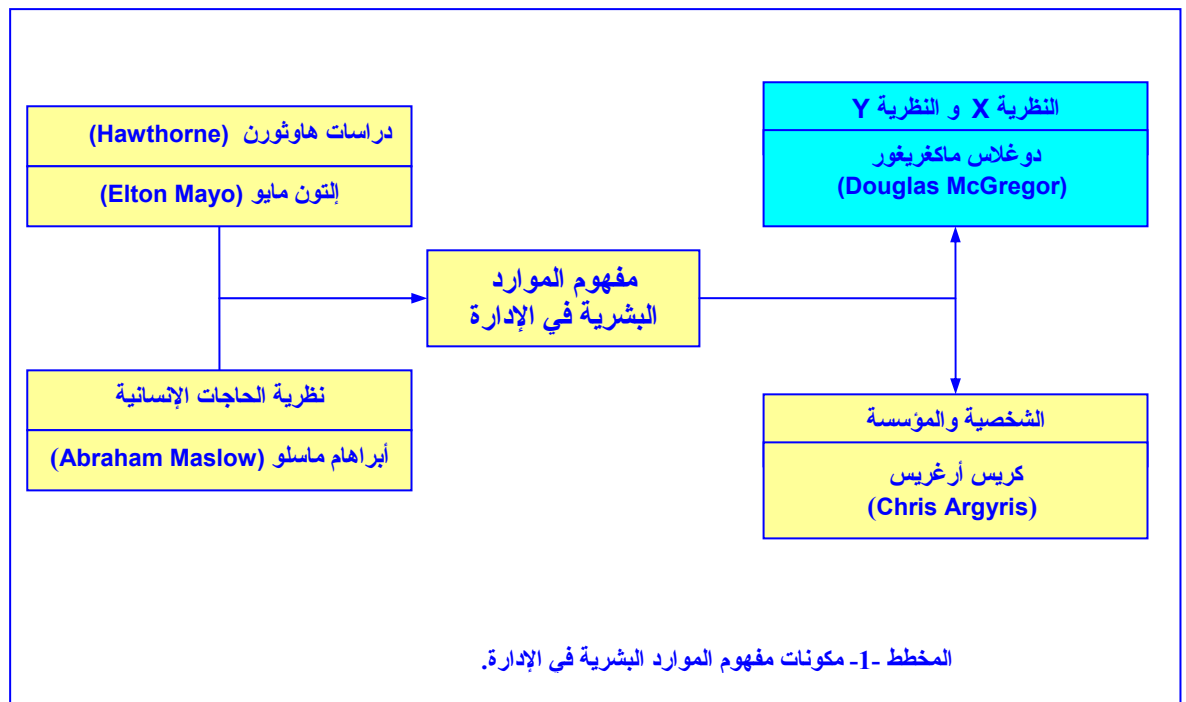 النظرية X و النظرية Y
دوغلاس ماكغريغور
(Douglas McGregor)
دراسات هاوثورن (Hawthorne)
إلتون مايو (Elton Mayo)
مفهوم الموارد
البشرية في الإدارة
نظرية الحاجات الإنسانية
أبراهام ماسلو (Abraham Maslow)
الشخصية والمؤسسة
كريس أرغريس
(Chris Argyris)
المخطط -1- مكونات مفهوم الموارد البشرية في الإدارة.